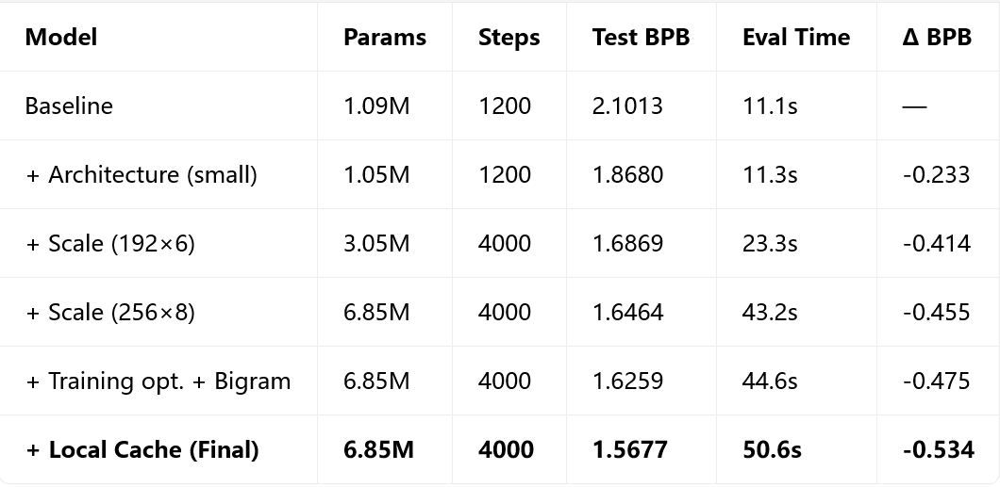 Model Params Steps Test BPB Eval Time Δ BPB
Baseline 1.09M 1200 2.1013 11.1s —
+ Architecture (small) 1.05M 1200 1.8680 11.3s -0.233
+ Scale (192×6) 3.05M 4000 1.6869 23.3s -0.414
+ Scale (256×8) 6.85M 4000 1.6464 43.2s -0.455
+ Training opt. + Bigram 6.85M 4000 1.6259 44.6s -0.475
+ Local Cache (Final) 6.85M 4000 1.5677 50.6s -0.534